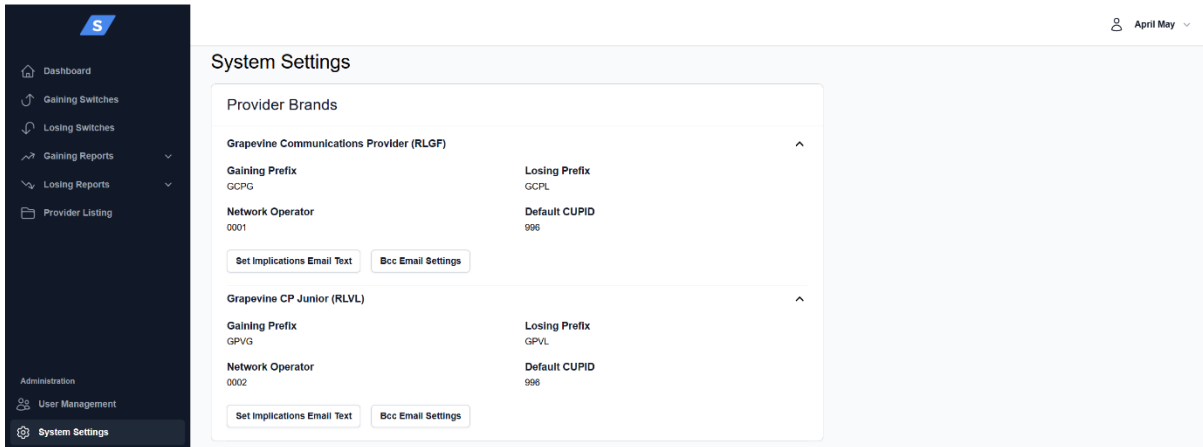 S
April May
Dashboard
Gaining Switches
Losing Switches
Gaining Reports
Losing Reports
Provider Listing
Administration
User Management
System Settings
System Settings
Provider Brands
Grapevine Communications Provider (RLGF)
Gaining Prefix Losing Prefix
GCPG GCPL
Network Operator Default CUPID
0001 996
Set Implications Email Text Bcc Email Settings
Grapevine CP Junior (RLVL)
Gaining Prefix Losing Prefix
GPVG GPVL
Network Operator Default CUPID
0002 996
Set Implications Email Text Bcc Email Settings